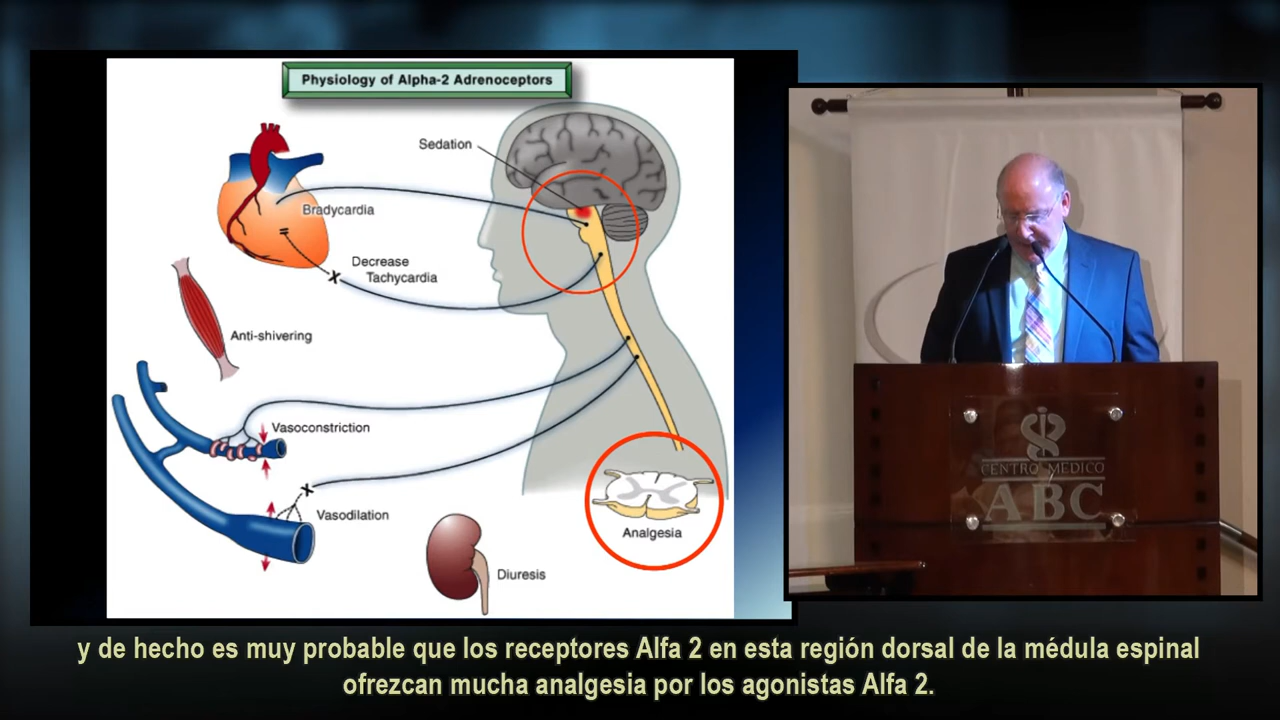 Physiology of Alpha-2 Adrenoceptors
Sedation
Bradycardia
Decrease
Tachycardia
Anti-shivering
Vasoconstriction
Vasodilation
Diuresis
Analgesia
CENTRO MEDICO
ABC
y de hecho es muy probable que los receptores Alfa 2 en esta región dorsal de la médula espinal
ofrezcan mucha analgesia por los agonistas Alfa 2.